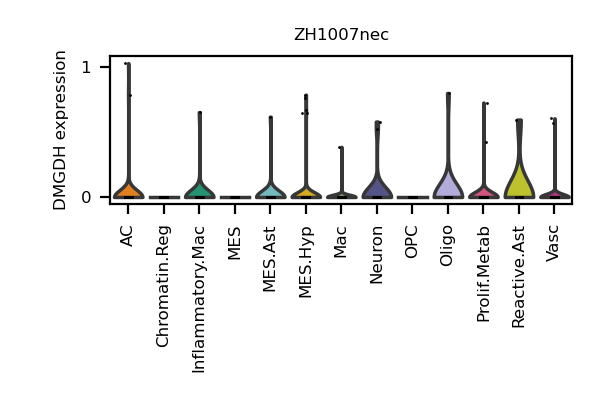 ZH1007nec
DMGDH expression
1
0
AC
Chromatin.Reg
Inflammatory.Mac
MES
MES.Ast
MES.Hyp
Mac
Neuron
OPC
Oligo
Prolif.Metab
Reactive.Ast
Vasc